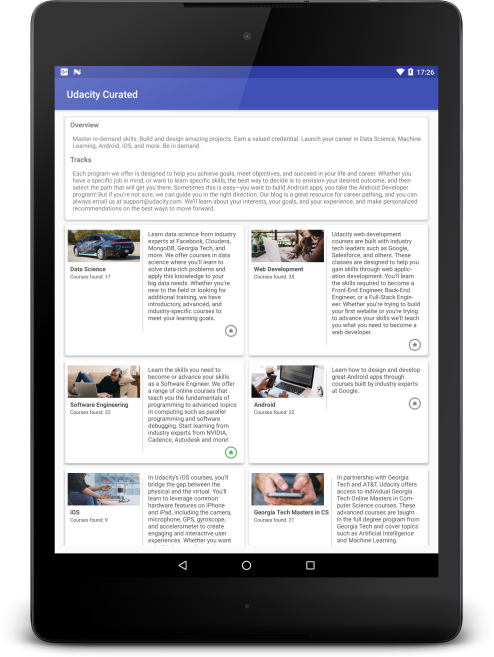 17:26
Udacity Curated
Overview
Master in-demand skills. Build and design amazing projects. Earn a valued credential. Launch your career in Data Science, Machine
Learning, Android, iOS, and more. Be in demand.
Tracks
Each program we offer is designed to help you achieve goals, meet objectives, and succeed in your life and career. Whether you
have a specific job in mind, or want to learn specific skills, the best way to decide is to envision your desired outcome, and then
select the path that will get you there. Sometimes this is easy—you want to build Android apps, you take the Android Developer
program! But if you're not sure, we can guide you in the right direction. Our blog is a great resource for career pathing, and you can
always email us at support@udacity.com. We'll learn about your interests, your goals, and your experience, and make personalized
recommendations on the best ways to move forward.
Data Science
Courses found: 17
Learn data science from industry
experts at Facebook, Cloudera,
MongoDB, Georgia Tech, and
more. We offer courses in data
science where you'll learn to
solve data-rich problems and
apply this knowledge to your
big data needs. Whether you're
new to the field or looking for
additional training, we have
introductory, advanced, and
industry-specific courses to
meet your learning goals.
Web Development
Courses found: 35
Udacity web development
courses are built with industry
tech leaders such as Google,
Salesforce, and others. These
classes are designed to help you
gain skills through web applic-
ation development. You'll learn
the skills required to become a
Front-End Engineer, Back-End
Engineer, or a Full-Stack Engin-
eer. Whether you're trying to build
your first website or you're trying
to advance your skills we'll teach
you what you need to become a
web developer.
Software Engineering
Courses found: 32
Learn the skills you need to
become or advance your skills
as a Software Engineer. We offer
a range of online courses that
teach you the fundamentals of
programming to advanced topics
in computing such as parallel
programming and software
debugging. Start learning from
industry experts from NVIDIA,
Cadence, Autodesk and more!
Android
Courses found: 22
Learn how to design and develop
great Android apps through
courses built by industry experts
at Google.
iOS
Courses found: 9
In Udacity's iOS courses, you'll
bridge the gap between the
physical and the virtual. You'll
learn to leverage common
hardware features on iPhone
and iPad, including the camera,
microphone, GPS, gyroscope,
and accelerometer to create
engaging and interactive user
experiences. Whether you want
Georgia Tech Masters in CS
Courses found: 21
In partnership with Georgia
Tech and AT&T, Udacity offers
access to individual Georgia
Tech Online Masters in Com-
puter Science courses. These
advanced courses are taught
in the full degree program from
Georgia Tech and cover topics
such as Artificial Intelligence
and Machine Learning.